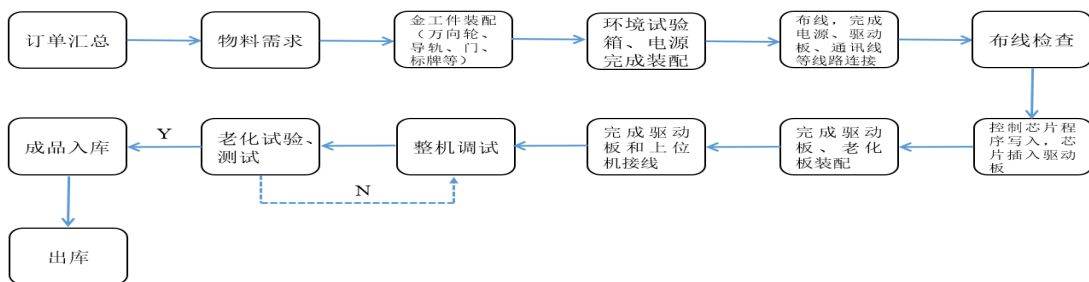 订单汇总
物料需求
金工件装配
（万向轮、
导轨、门、
标牌等）
环境试验
箱、电源
完成装配
布线，完成
电源、驱动
板、通讯线
等线路连接
布线检查
成品入库
Y
老化试验、
测试
N
整机调试
完成驱动
板和上位
机接线
完成驱动
板、老化
板装配
控制芯片程
序写入，芯
片插入驱动
板
出库